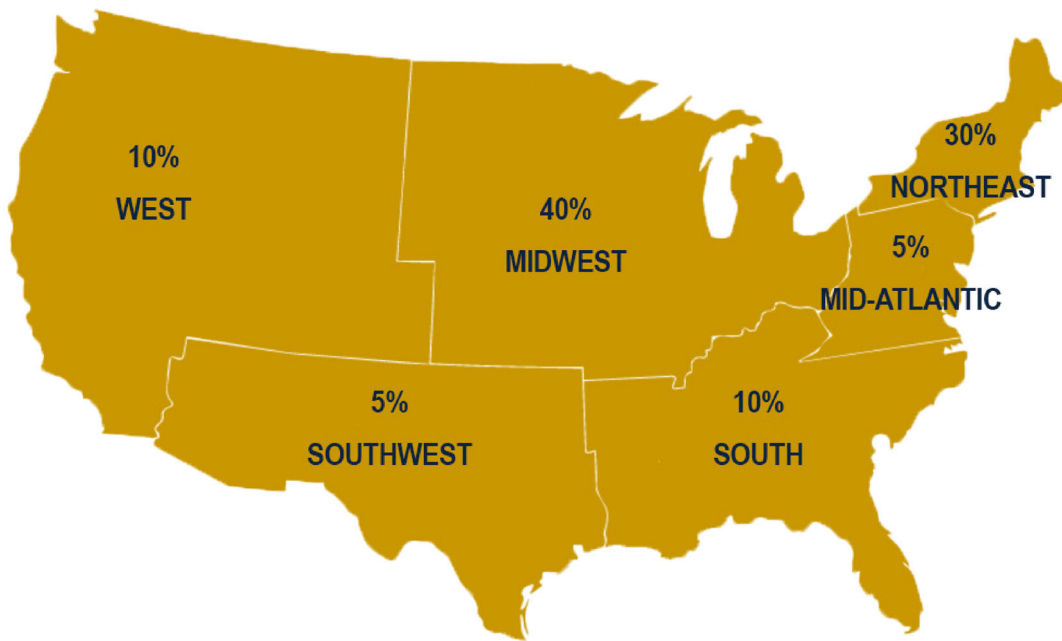 30%
NORTHEAST
10%
WEST
40%
MIDWEST
5%
MID-ATLANTIC
5%
SOUTHWEST
10%
SOUTH